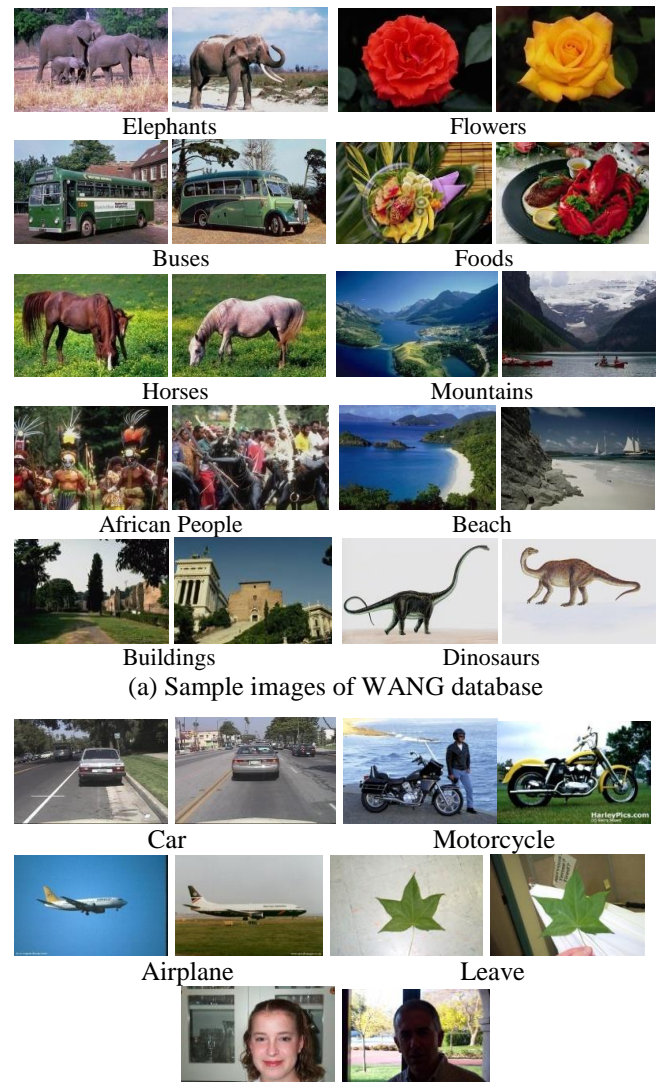 Elephants Flowers
Buses Foods
Horses Mountains
African People Beach
Buildings Dinosaurs
(a) Sample images of WANG database
HarleyPics.com
Car Motorcycle
Airplane Leave